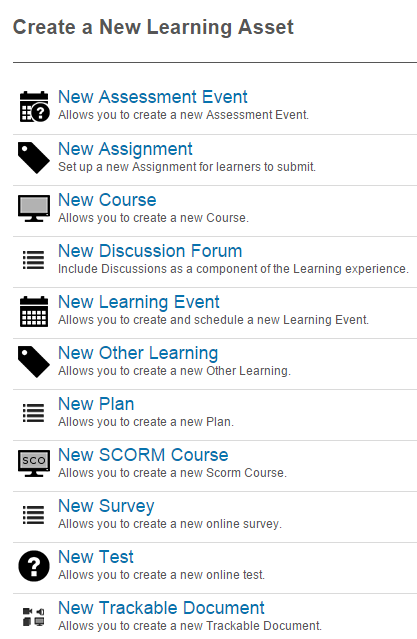 Create a New Learning Asset
New Assessment Event
Allows you to create a new Assessment Event.
New Assignment
Set up a new Assignment for learners to submit.
New Course
Allows you to create a new Course.
New Discussion Forum
Include Discussions as a component of the Learning experience.
New Learning Event
Allows you to create and schedule a new Learning Event.
New Other Learning
Allows you to create a new Other Learning.
New Plan
Allows you to create a new Plan.
SCO
New SCORM Course
Allows you to create a new Scorm Course.
New Survey
Allows you to create a new online survey.
New Test
Allows you to create a new online test.
New Trackable Document
Allows you to create a new Trackable Document.